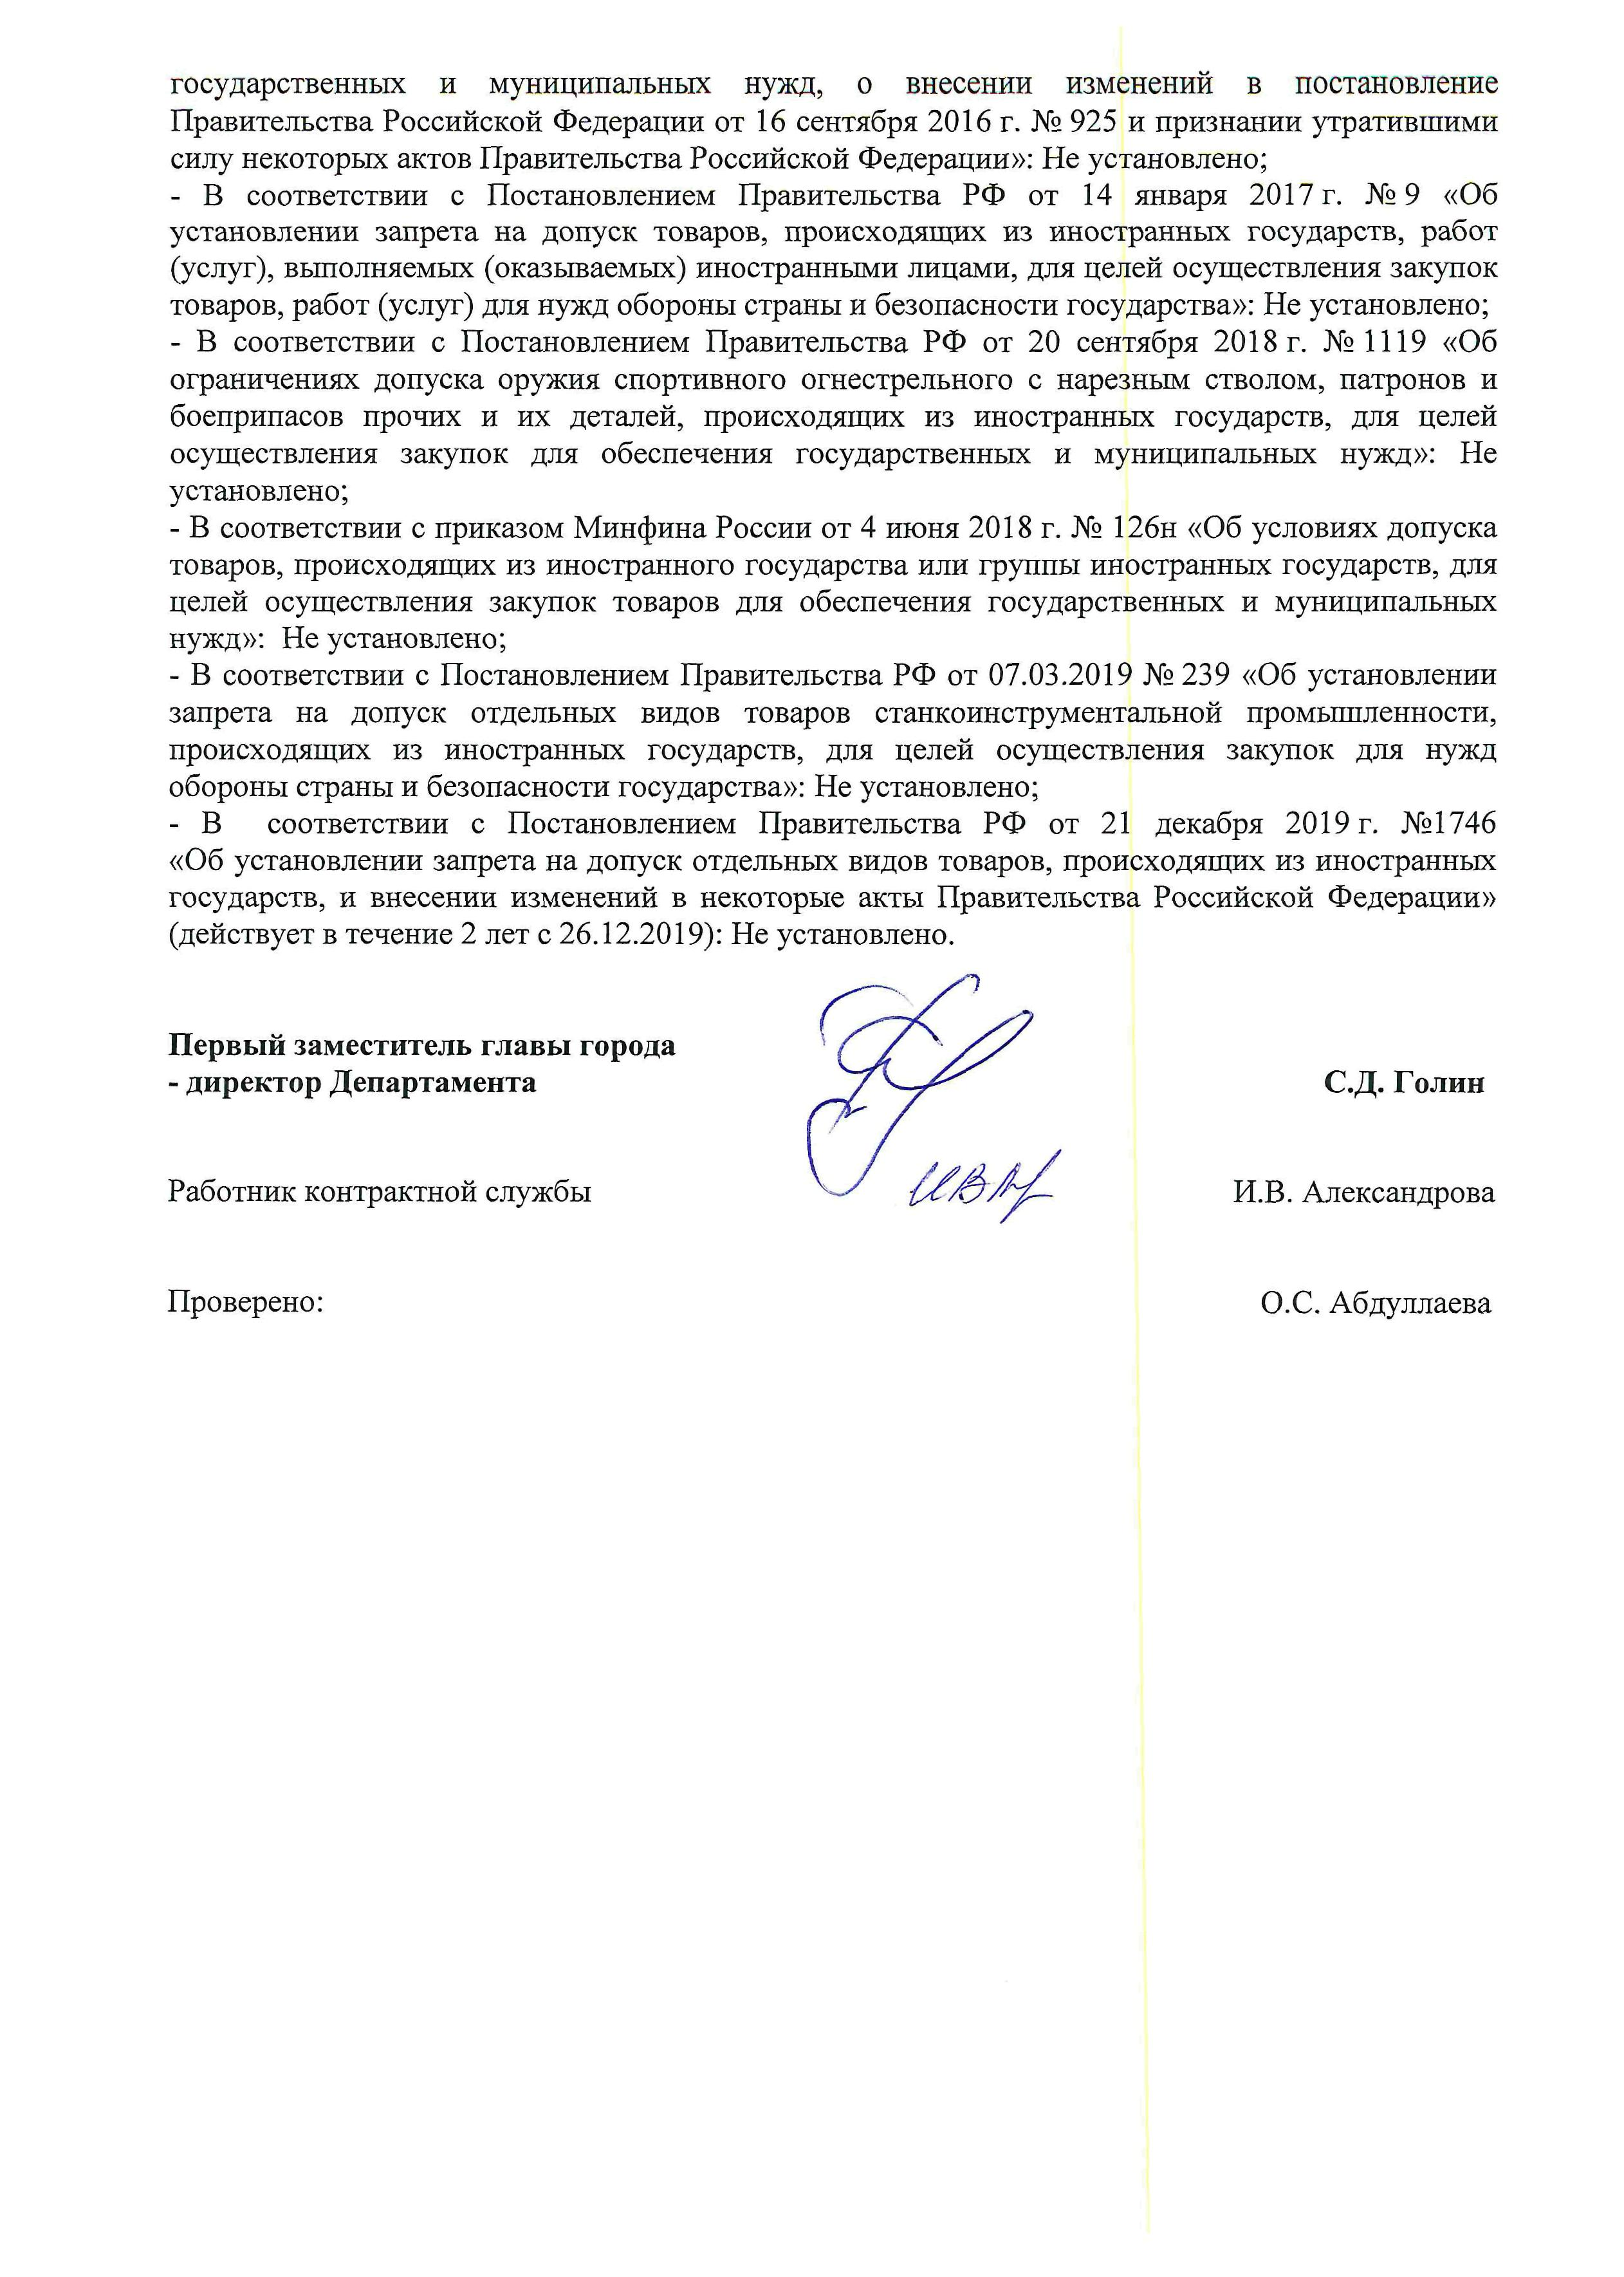 государственных и муниципальных нужд, о внесении изменений в постановление
Правительства Российской Федерации от 16 сентября 2016 г. № 925 и признании утратившими
силу некоторых актов Правительства Российской Федерации»: Не установлено;
- В соответствии с Постановлением Правительства РФ от 14 января 2017 г. № 9 «Об
установлении запрета на допуск товаров, происходящих из иностранных государств, работ
(услуг), выполняемых (оказываемых) иностранными лицами, для целей осуществления закупок
товаров, работ (услуг) для нужд обороны страны и безопасности государства»: Не установлено;
- В соответствии с Постановлением Правительства РФ от 20 сентября 2018 г. № 1119 «Об
ограничениях допуска оружия спортивного огнестрельного с нарезным стволом, патронов и
боеприпасов прочих и их деталей, происходящих из иностранных государств, для целей
осуществления закупок для обеспечения государственных и муниципальных нужд»: Не
установлено;
- В соответствии с приказом Минфина России от 4 июня 2018 г. № 126н «Об условиях допуска
товаров, происходящих из иностранного государства или группы иностранных государств, для
целей осуществления закупок товаров для обеспечения государственных и муниципальных
нужд»: Не установлено;
- В соответствии с Постановлением Правительства РФ от 07.03.2019 № 239 «Об установлении
запрета на допуск отдельных видов товаров станкоинструментальной промышленности,
происходящих из иностранных государств, для целей осуществления закупок для нужд
обороны страны и безопасности государства»: Не установлено;
- В соответствии с Постановлением Правительства РФ от 21 декабря 2019 г. №1746
«Об установлении запрета на допуск отдельных видов товаров, происходящих из иностранных
государств, и внесении изменений в некоторые акты Правительства Российской Федерации»
(действует в течение 2 лет с 26.12.2019): Не установлено.
Первый заместитель главы города
- директор Департамента С.Д. Голин
Работник контрактной службы И.В. Александрова
Проверено: О.С. Абдуллаева